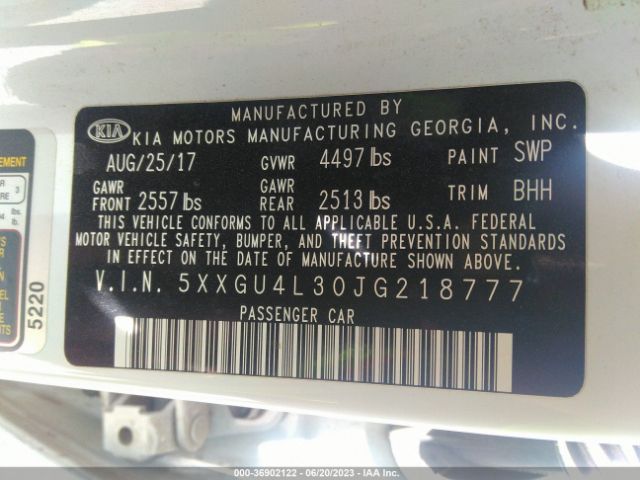 MANUFACTURED BY
KIA KIA MOTORS MANUFACTURING GEORGIA, INC.
AUG/25/17 GVWR 4497 lbs PAINT SWP
GAWR FRONT 2557 lbs GAWR REAR 2513 lbs TRIM BHH
THIS VEHICLE CONFORMS TO ALL APPLICABLE U.S.A. FEDERAL
MOTOR VEHICLE SAFETY, BUMPER, AND THEFT PREVENTION STANDARDS
IN EFFECT ON THE DATE OF MANUFACTURE SHOWN ABOVE.
V.I.N. 5XXGU4L30JG218777
PASSENGER CAR
5220
000-36902122 - 06/20/2023 - IAA Inc.